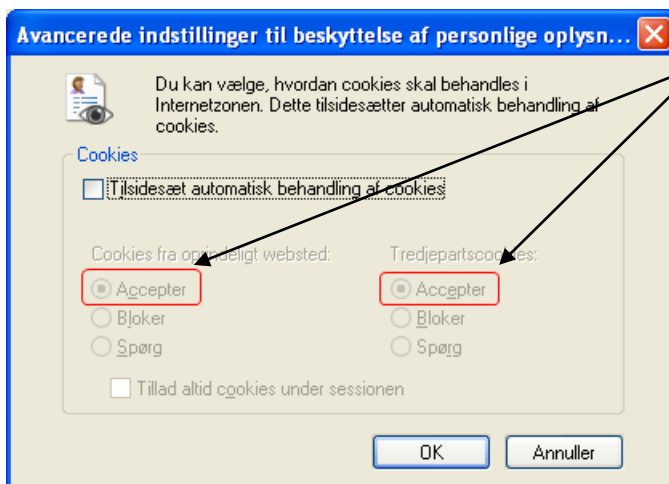 Avancerede indstillinger til beskyttelse af personlige oplysn...
Du kan vælge, hvordan cookies skal behandles i
Internetzonen. Dette tilsidesætter automatisk behandling af
cookies.
Cookies
Tilsidesæt automatisk behandling af cookies
Cookies fra oprindeligt websted:
Tredjepartscookies:
Accepter
Accepter
Bloker
Bloker
Spørg
Spørg
Tillad altid cookies under sessionen
OK
Annuller